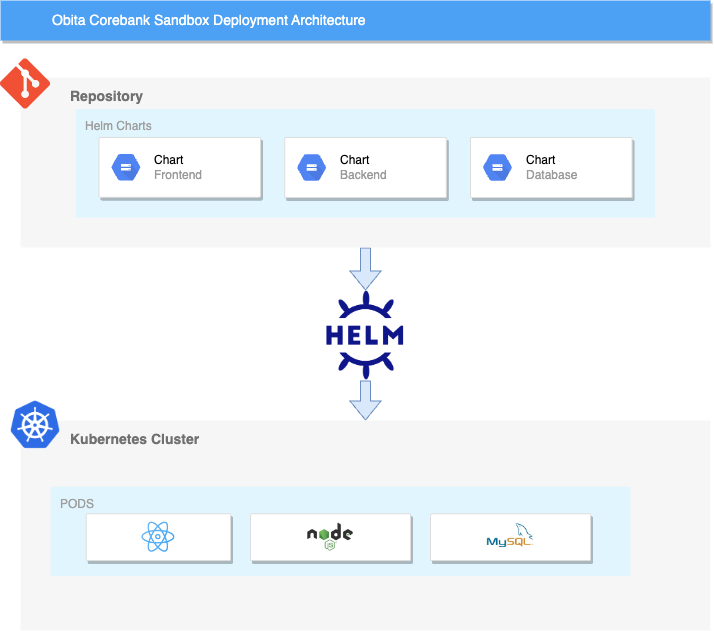 Obita Corebank Sandbox Deployment Architecture
Repository
Helm Charts
Chart
Frontend
Chart
Backend
Chart
Database
HELM
Kubernetes Cluster
PODS
node
JS
MySQL